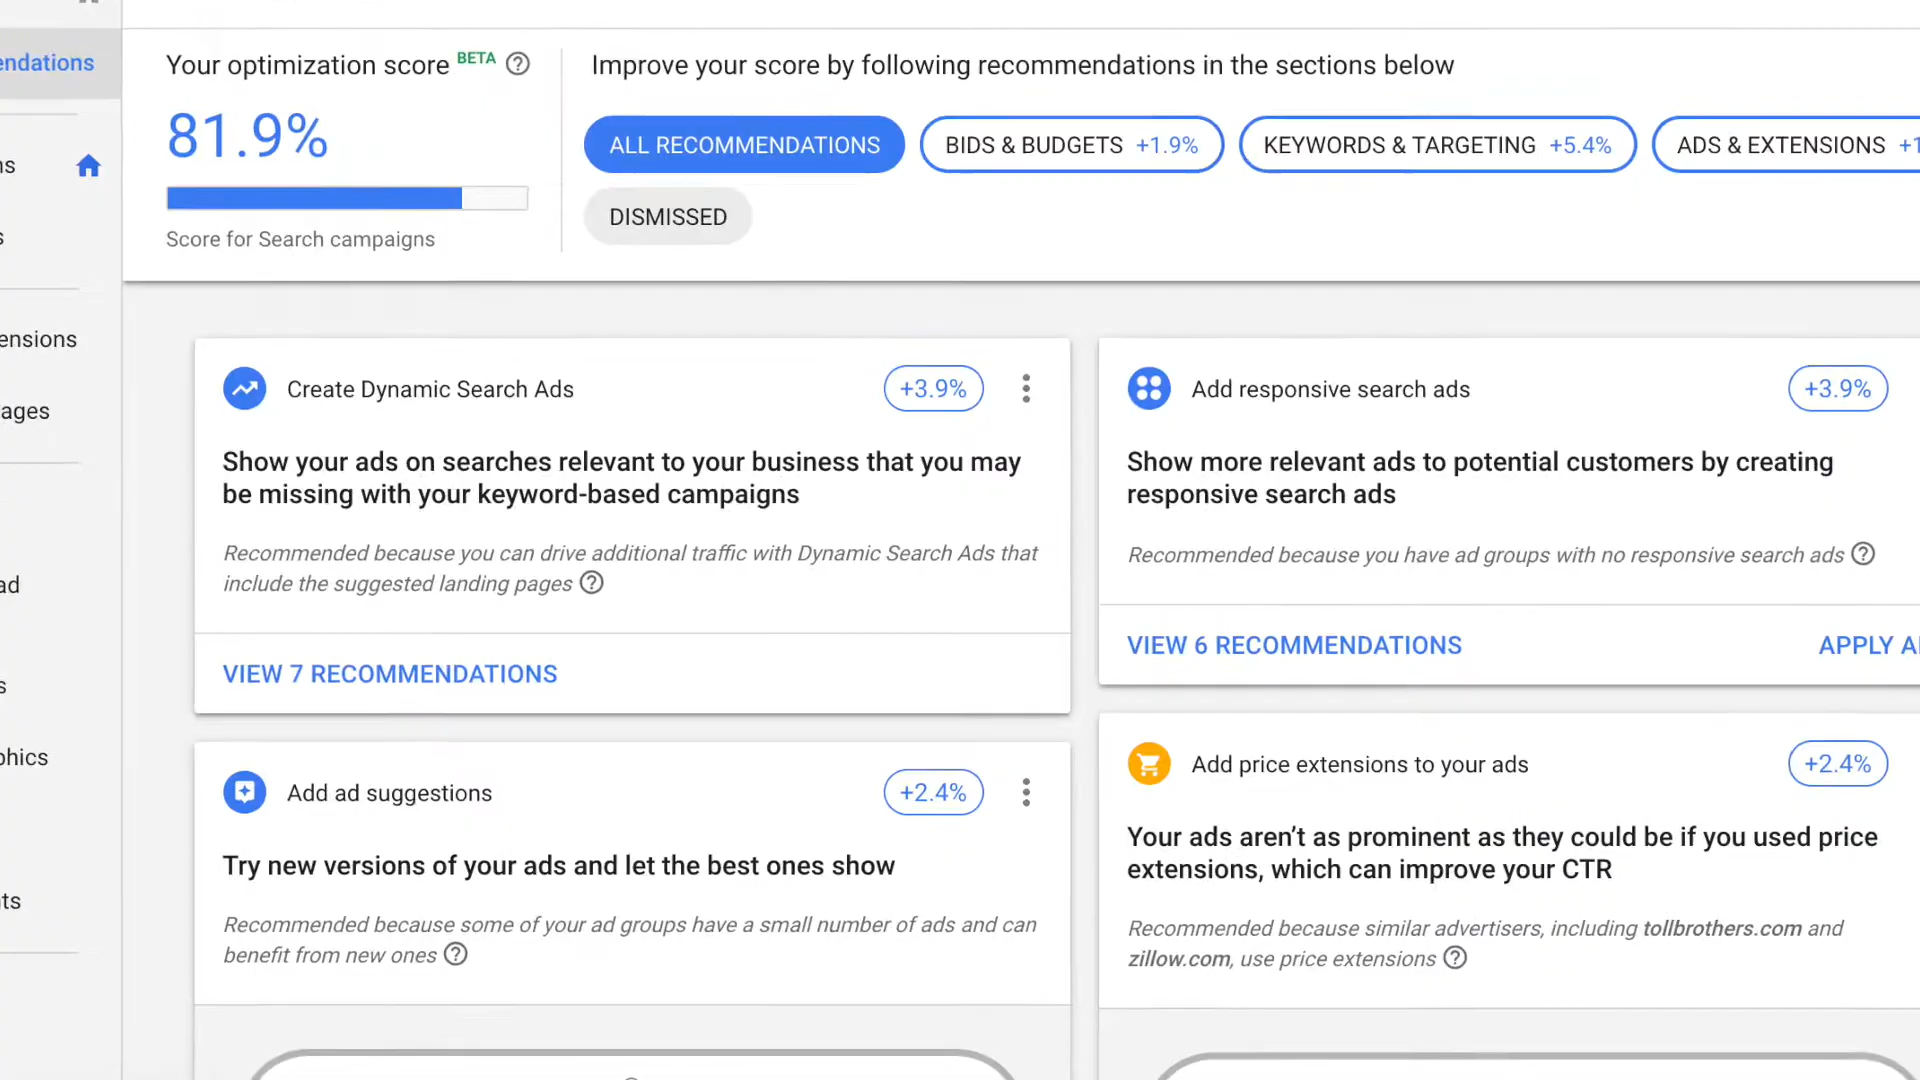 endations
ns
s
ensions
ages
ad
s
phics
ts
Your optimization score BETA
81.9%
Score for Search campaigns
Improve your score by following recommendations in the sections below
ALL RECOMMENDATIONS
BIDS & BUDGETS +1.9%
KEYWORDS & TARGETING +5.4%
ADS & EXTENSIONS +1
DISMISSED
Create Dynamic Search Ads
+3.9%
Show your ads on searches relevant to your business that you may
be missing with your keyword-based campaigns
Recommended because you can drive additional traffic with Dynamic Search Ads that
include the suggested landing pages
VIEW 7 RECOMMENDATIONS
Add responsive search ads
+3.9%
Show more relevant ads to potential customers by creating
responsive search ads
Recommended because you have ad groups with no responsive search ads
VIEW 6 RECOMMENDATIONS
APPLY A
Add ad suggestions
+2.4%
Try new versions of your ads and let the best ones show
Recommended because some of your ad groups have a small number of ads and can
benefit from new ones
Add price extensions to your ads
+2.4%
Your ads aren’t as prominent as they could be if you used price
extensions, which can improve your CTR
Recommended because similar advertisers, including tollbrothers.com and
zillow.com, use price extensions